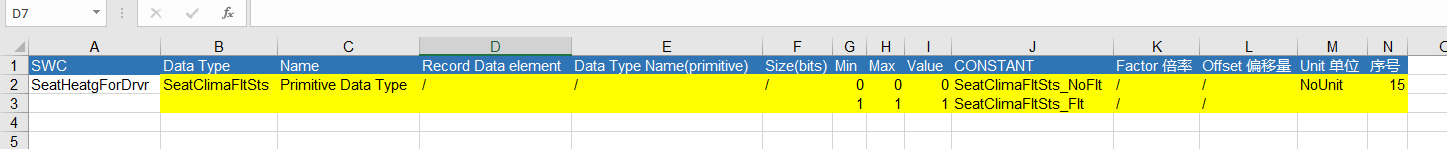 D7 fx
A B C D E F G H I J K L M N
1 SWC Data Type Name Record Data element Data Type Name(primitive) Size(bits) Min Max Value CONSTANT Factor 倍率 Offset 偏移量 Unit 单位 序号
2 SeatHeatgForDrvr SeatClimaFltSts Primitive Data Type / / / 0 0 0 SeatClimaFltSts_NoFlt / / NoUnit 15
3 1 1 1 SeatClimaFltSts_Flt / /
4
5